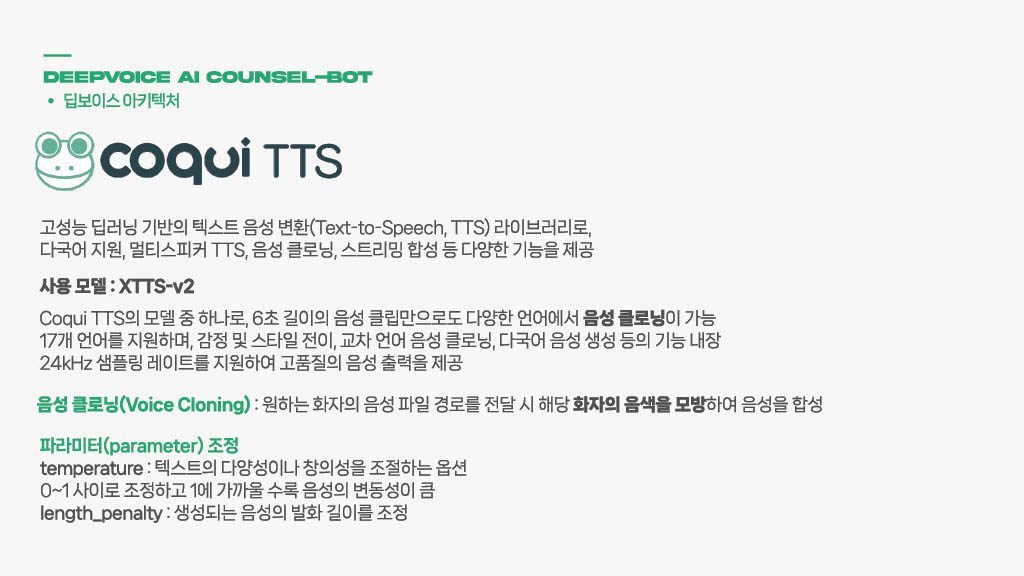 DEEPVOICE AI COUNSEL-BOT
• 딥보이스 아키텍처
coqui TTS
고성능 딥러닝 기반의 텍스트 음성 변환(Text-to-Speech, TTS) 라이브러리로,
다국어 지원, 멀티스피커 TTS, 음성 클로닝, 스트리밍 합성 등 다양한 기능을 제공
사용 모델 : XTTS-v2
Coqui TTS의 모델 중 하나로, 6초 길이의 음성 클립만으로도 다양한 언어에서 음성 클로닝이 가능
17개 언어를 지원하며, 감정 및 스타일 전이, 교차 언어 음성 클로닝, 다국어 음성 생성 등의 기능 내장
24kHz 샘플링 레이트를 지원하여 고품질의 음성 출력을 제공
음성 클로닝(Voice Cloning) : 원하는 화자의 음성 파일 경로를 전달 시 해당 화자의 음색을 모방하여 음성을 합성
파라미터(parameter) 조정
temperature : 텍스트의 다양성이나 창의성을 조절하는 옵션
0~1 사이로 조정하고 1에 가까울 수록 음성의 변동성이 큼
length_penalty : 생성되는 음성의 발화 길이를 조정